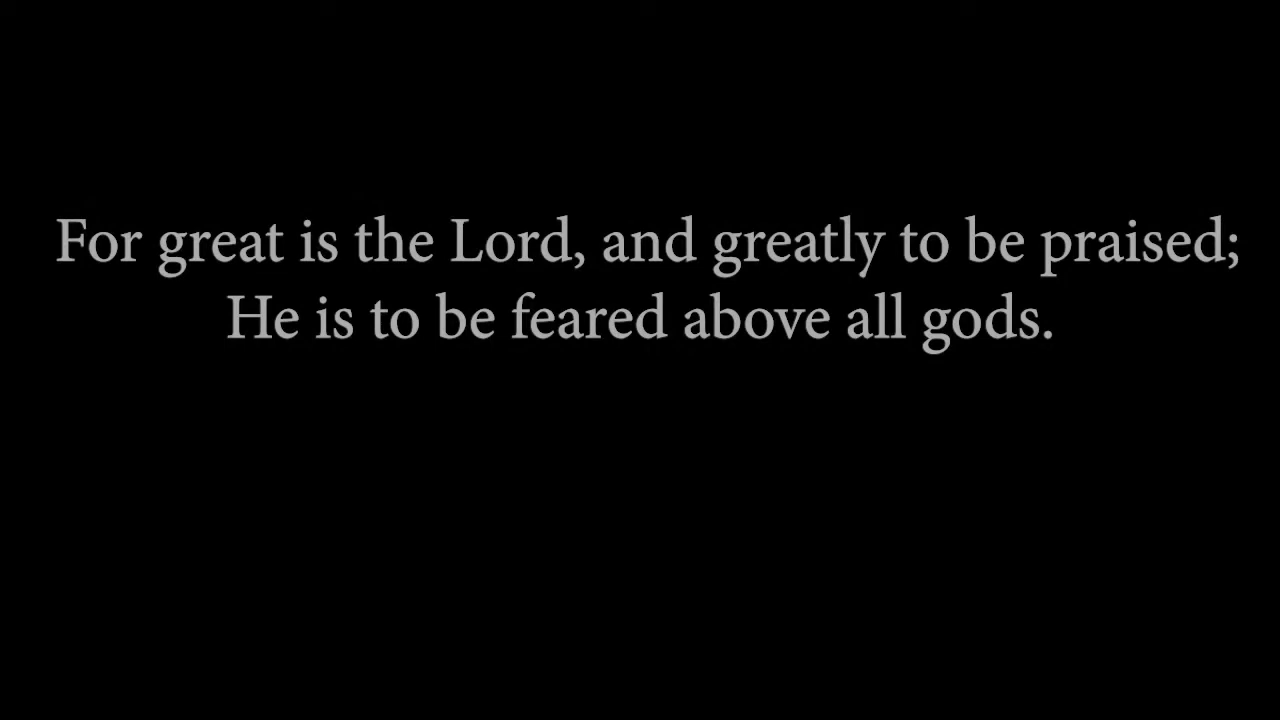 For great is the Lord, and greatly to be praised;
He is to be feared above all gods.